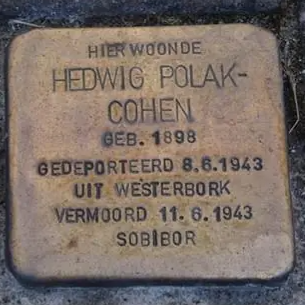 HIER WOONDE
HEDWIG POLAK-
COHEN
GEB. 1898
GEDEPORTEERD 8.6.1943
UIT WESTERBORK
VERMOORD 11.6.1943
SOBIBOR